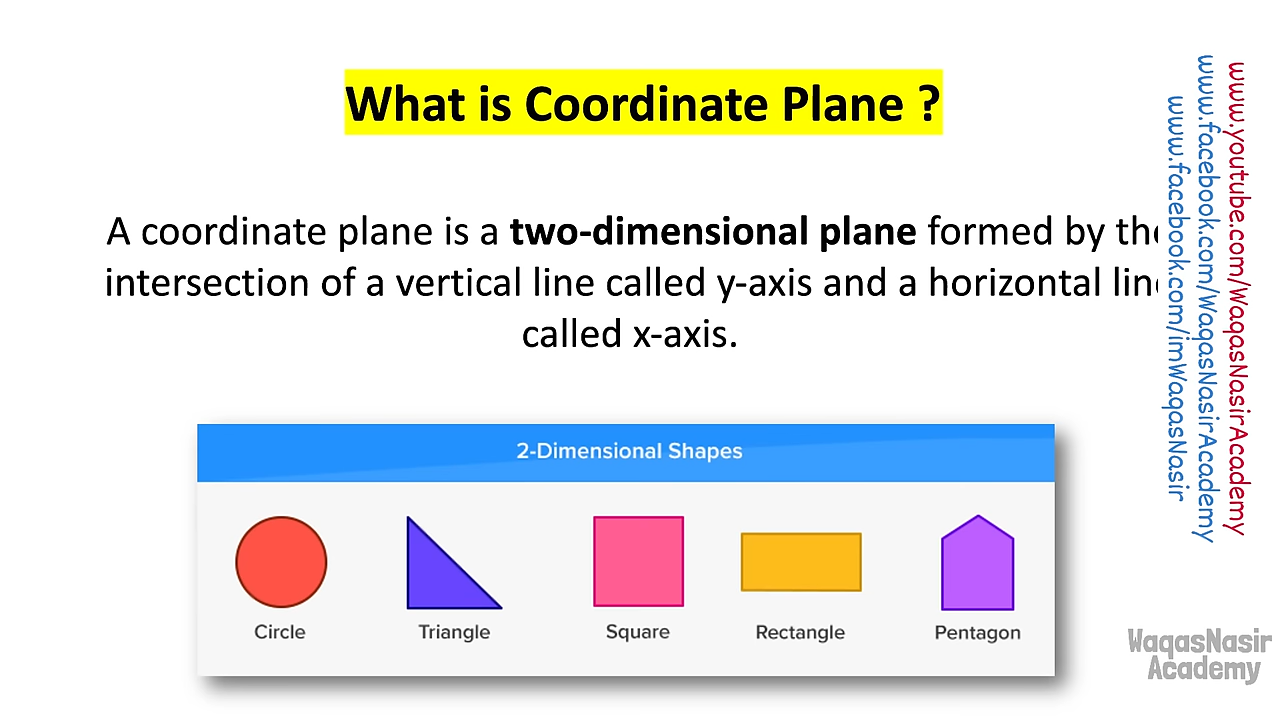 What is Coordinate Plane ?
A coordinate plane is a two-dimensional plane formed by the
intersection of a vertical line called y-axis and a horizontal line
called x-axis.
2-Dimensional Shapes
Circle
Triangle
Square
Rectangle
Pentagon
www.youtube.com/WaqasNasirAcademy
www.facebook.com/WaqasNasirAcademy
www.facebook.com/imWaqasNasir
WaqasNasir
Academy